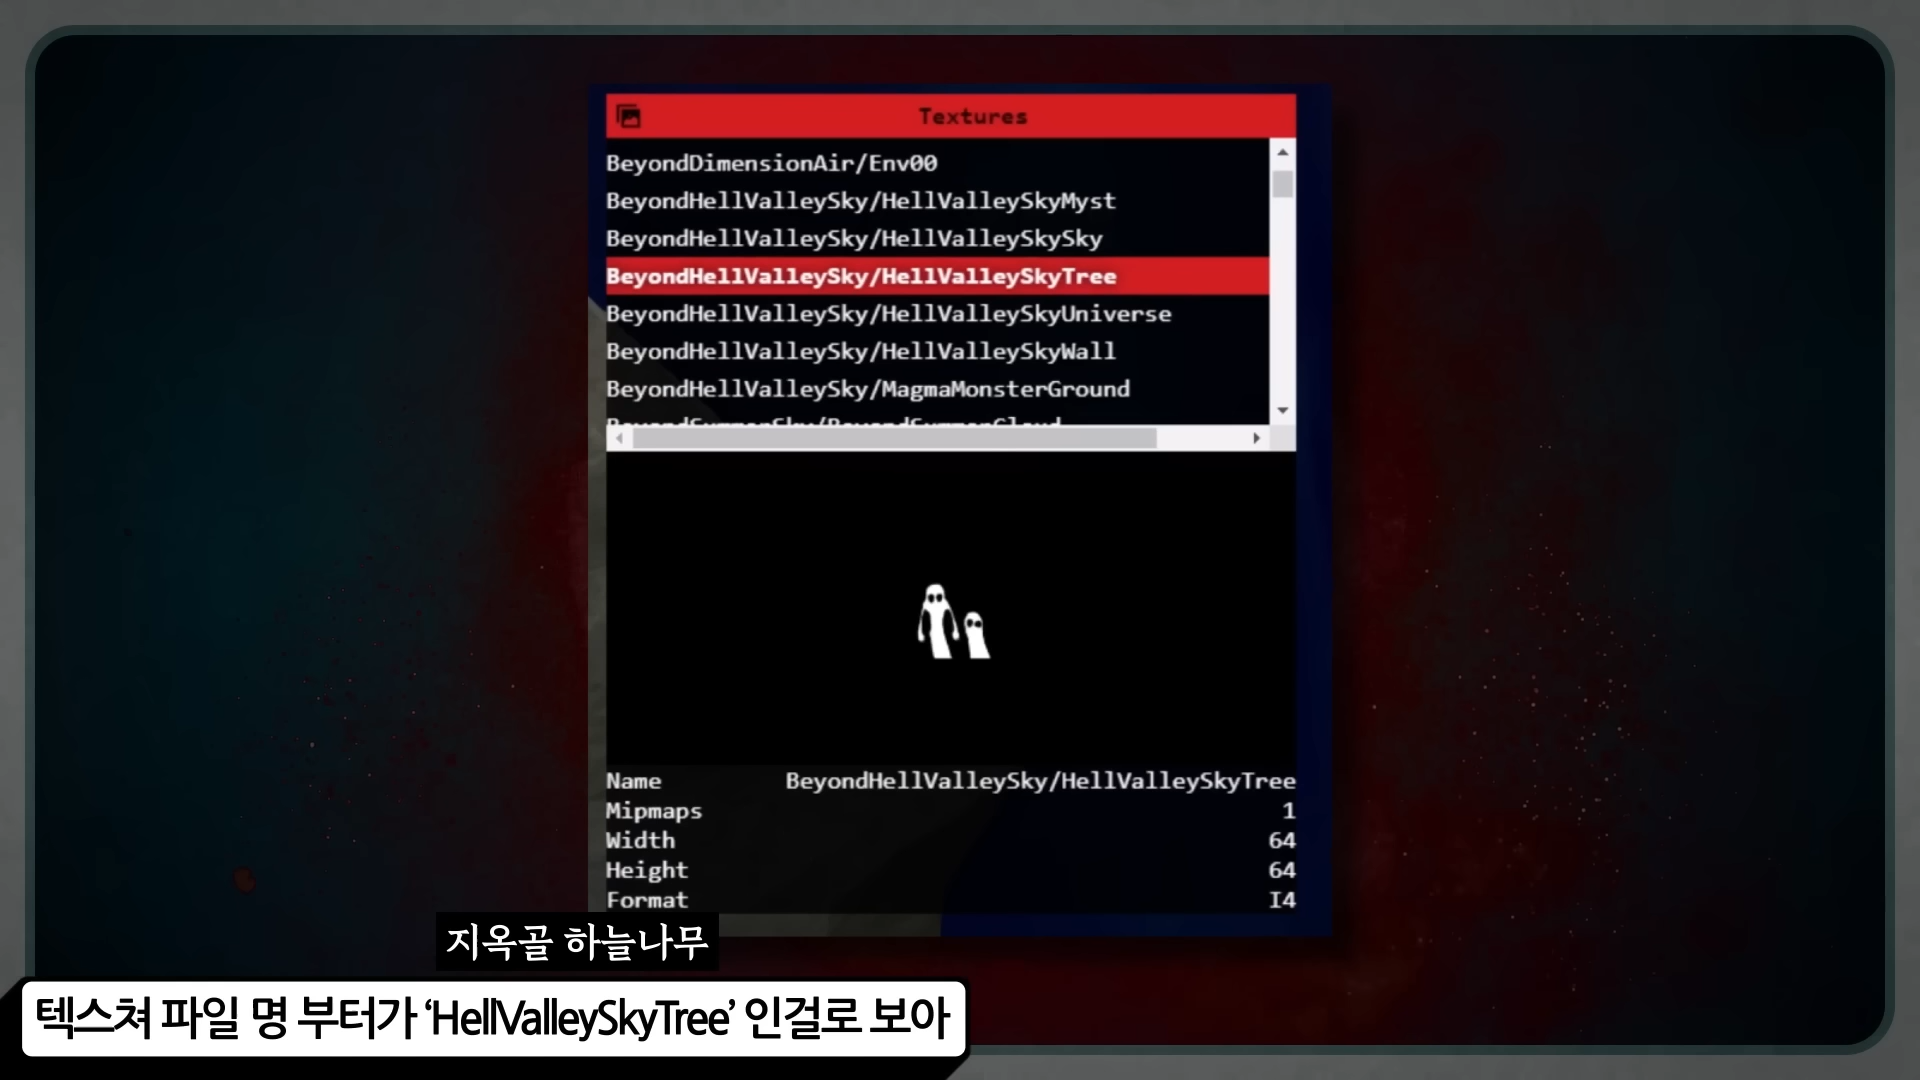 Textures
BeyondDimensionAir/Env00
BeyondHellValleySky/HellValleySkyMyst
BeyondHellValleySky/HellValleySkySky
BeyondHellValleySky/HellValleySkyTree
BeyondHellValleySky/HellValleySkyUniverse
BeyondHellValleySky/HellValleySkyWall
BeyondHellValleySky/MagmaMonsterGround
BeyondSummerSky/BeyondSummerCloud
Name BeyondHellValleySky/HellValleySkyTree
Mipmaps 1
Width 64
Height 64
Format I4
지옥골 하늘나무
텍스쳐 파일 명 부터가 ‘HellValleySkyTree’ 인걸로 보아